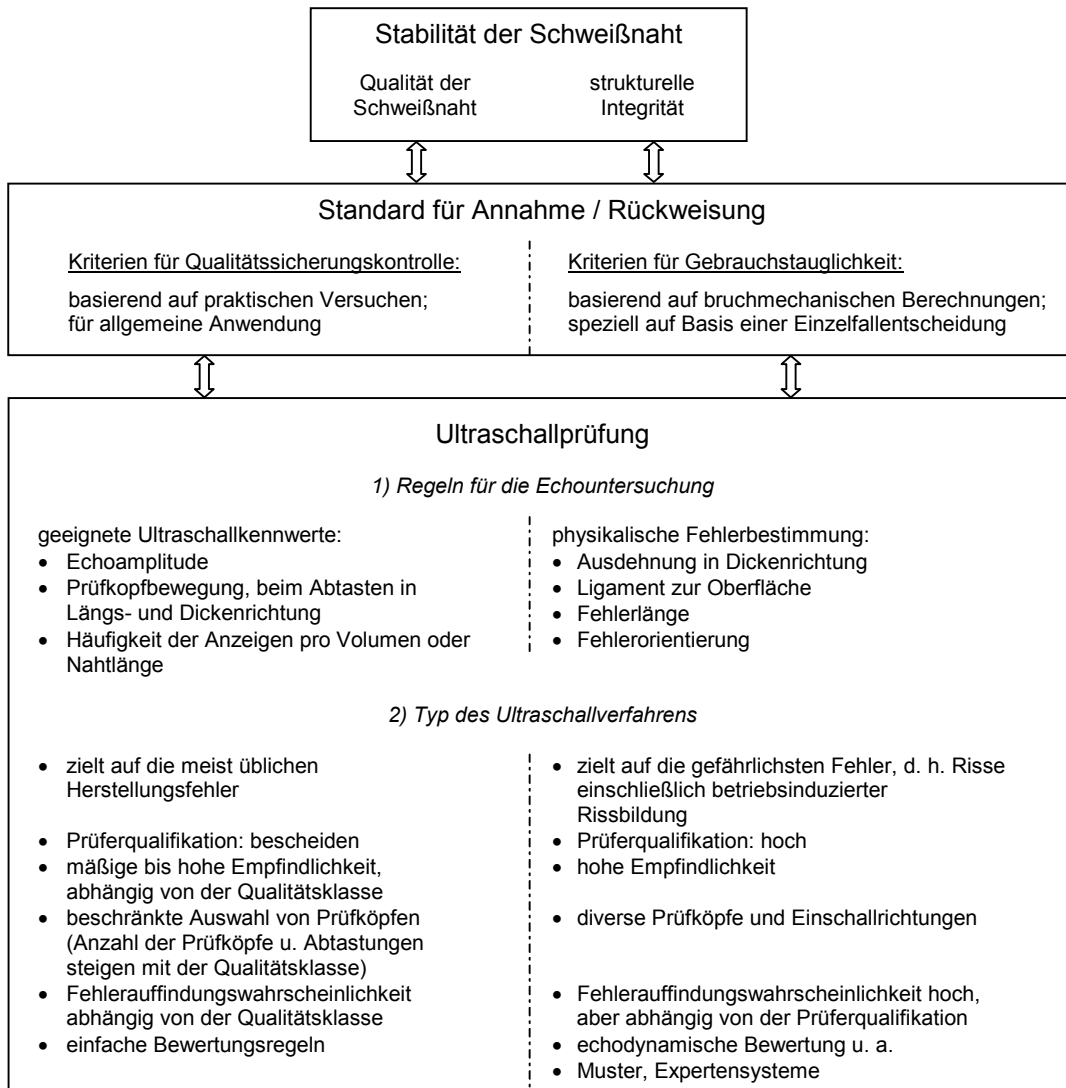 Stabilität der Schweißnaht
Qualität der
Schweißnaht
strukturelle
Integrität
Standard für Annahme / Rückweisung
Kriterien für Qualitätssicherungskontrolle:
basierend auf praktischen Versuchen;
für allgemeine Anwendung
Kriterien für Gebrauchstauglichkeit:
basierend auf bruchmechanischen Berechnungen;
speziell auf Basis einer Einzelfallentscheidung
Ultraschallprüfung
1) Regeln für die Echountersuchung
geeignete Ultraschallkennwerte:
• Echoamplitude
• Prüfkopfbewegung, beim Abtasten in
Längs- und Dickenrichtung
• Häufigkeit der Anzeigen pro Volumen oder
Nahtlänge
physikalische Fehlerbestimmung:
• Ausdehnung in Dickenrichtung
• Ligament zur Oberfläche
• Fehlerlänge
• Fehlerorientierung
2) Typ des Ultraschallverfahrens
• zielt auf die meist üblichen
Herstellungsfehler
• Prüferqualifikation: bescheiden
• mäßige bis hohe Empfindlichkeit,
abhängig von der Qualitätsklasse
• beschränkte Auswahl von Prüfköpfen
(Anzahl der Prüfköpfe u. Abtastungen
steigen mit der Qualitätsklasse)
• Fehlerauffindungswahrscheinlichkeit
abhängig von der Qualitätsklasse
• einfache Bewertungsregeln
• zielt auf die gefährlichsten Fehler, d. h. Risse
einschließlich betriebsinduzierter
Rissbildung
• Prüferqualifikation: hoch
• hohe Empfindlichkeit
• diverse Prüfköpfe und Einschallrichtungen
• Fehlerauffindungswahrscheinlichkeit hoch,
aber abhängig von der Prüferqualifikation
• echodynamische Bewertung u. a.
• Muster, Expertensysteme